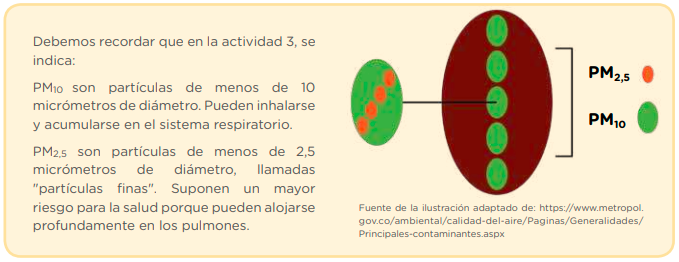 Debemos recordar que en la actividad 3, se
indica:
PM10 son partículas de menos de 10
micrómetros de diámetro. Pueden inhalarse
y acumularse en el sistema respiratorio.
PM2,5 son partículas de menos de 2,5
micrómetros de diámetro, llamadas
"partículas finas". Suponen un mayor
riesgo para la salud porque pueden alojarse
profundamente en los pulmones.
PM2,5
PM10
Fuente de la ilustración adaptado de: https://www.metropol.
gov.co/ambiental/calidad-del-aire/Paginas/Generalidades/
Principales-contaminantes.aspx